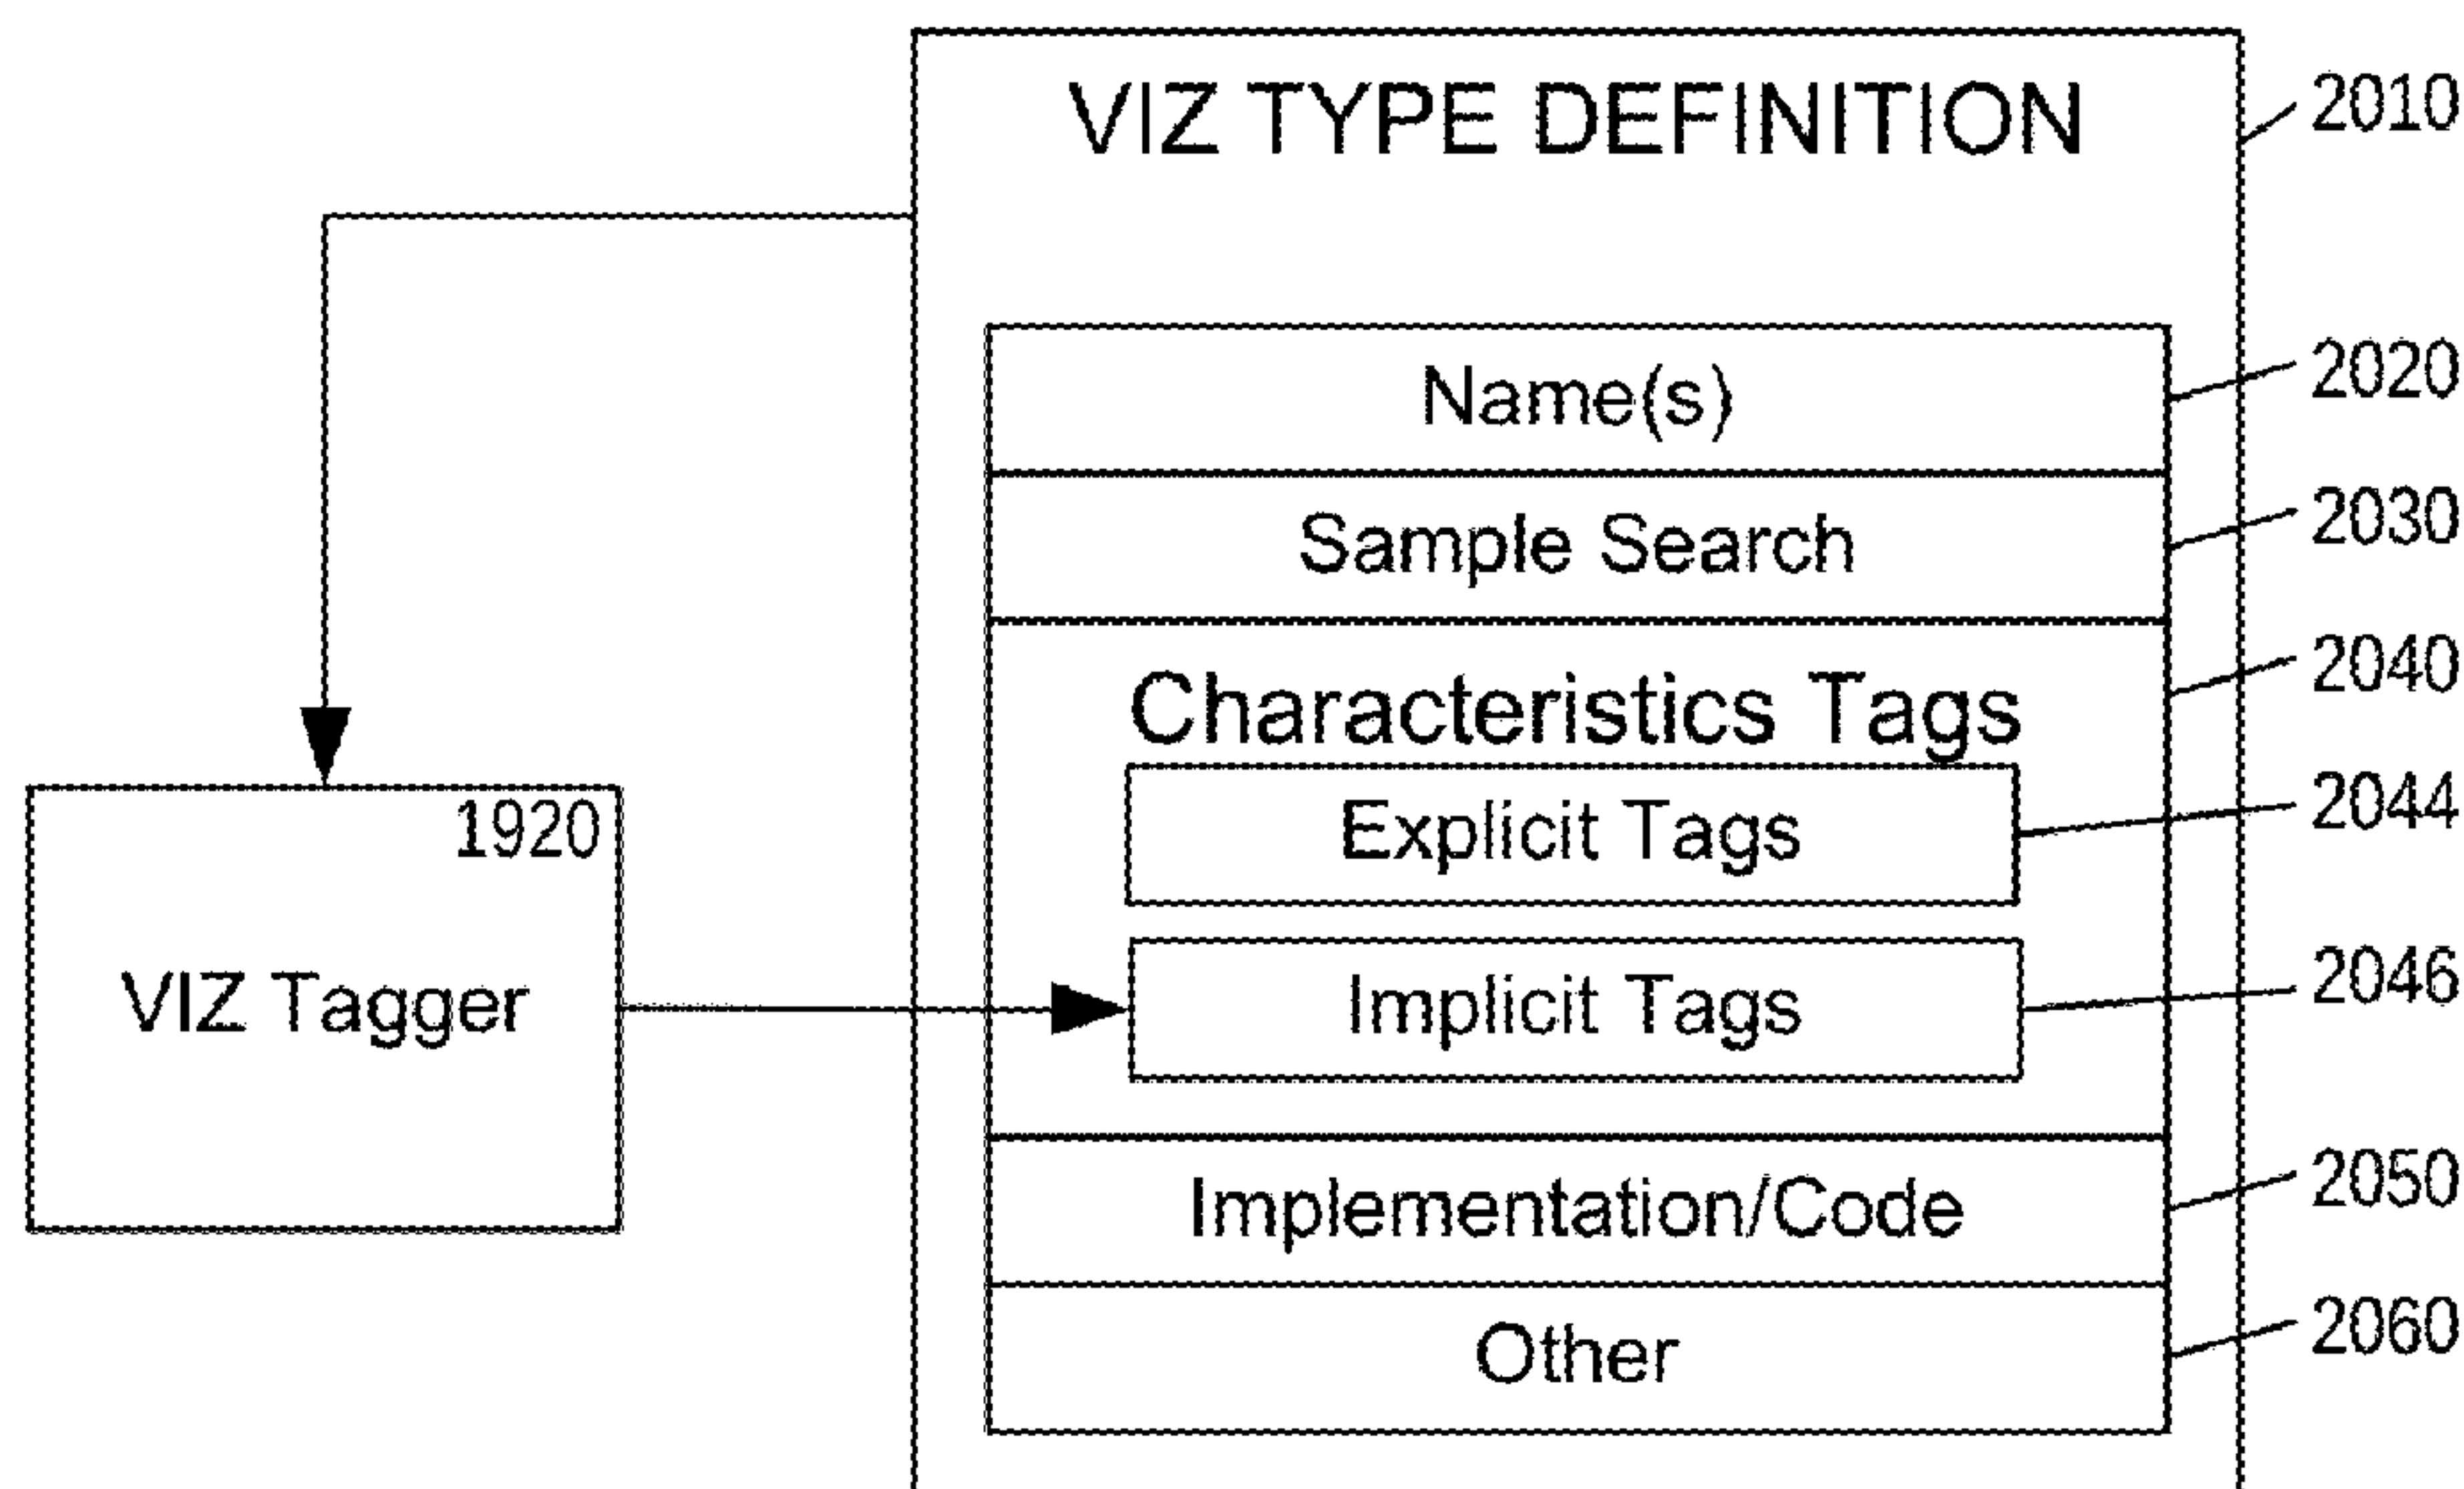 VIZ TYPE DEFINITION
2010
Name(s)
2020
Sample Search
2030
Characteristics Tags
2040
Explicit Tags
2044
1920
VIZ Tagger
Implicit Tags
2046
Implementation/Code
2050
Other
2060